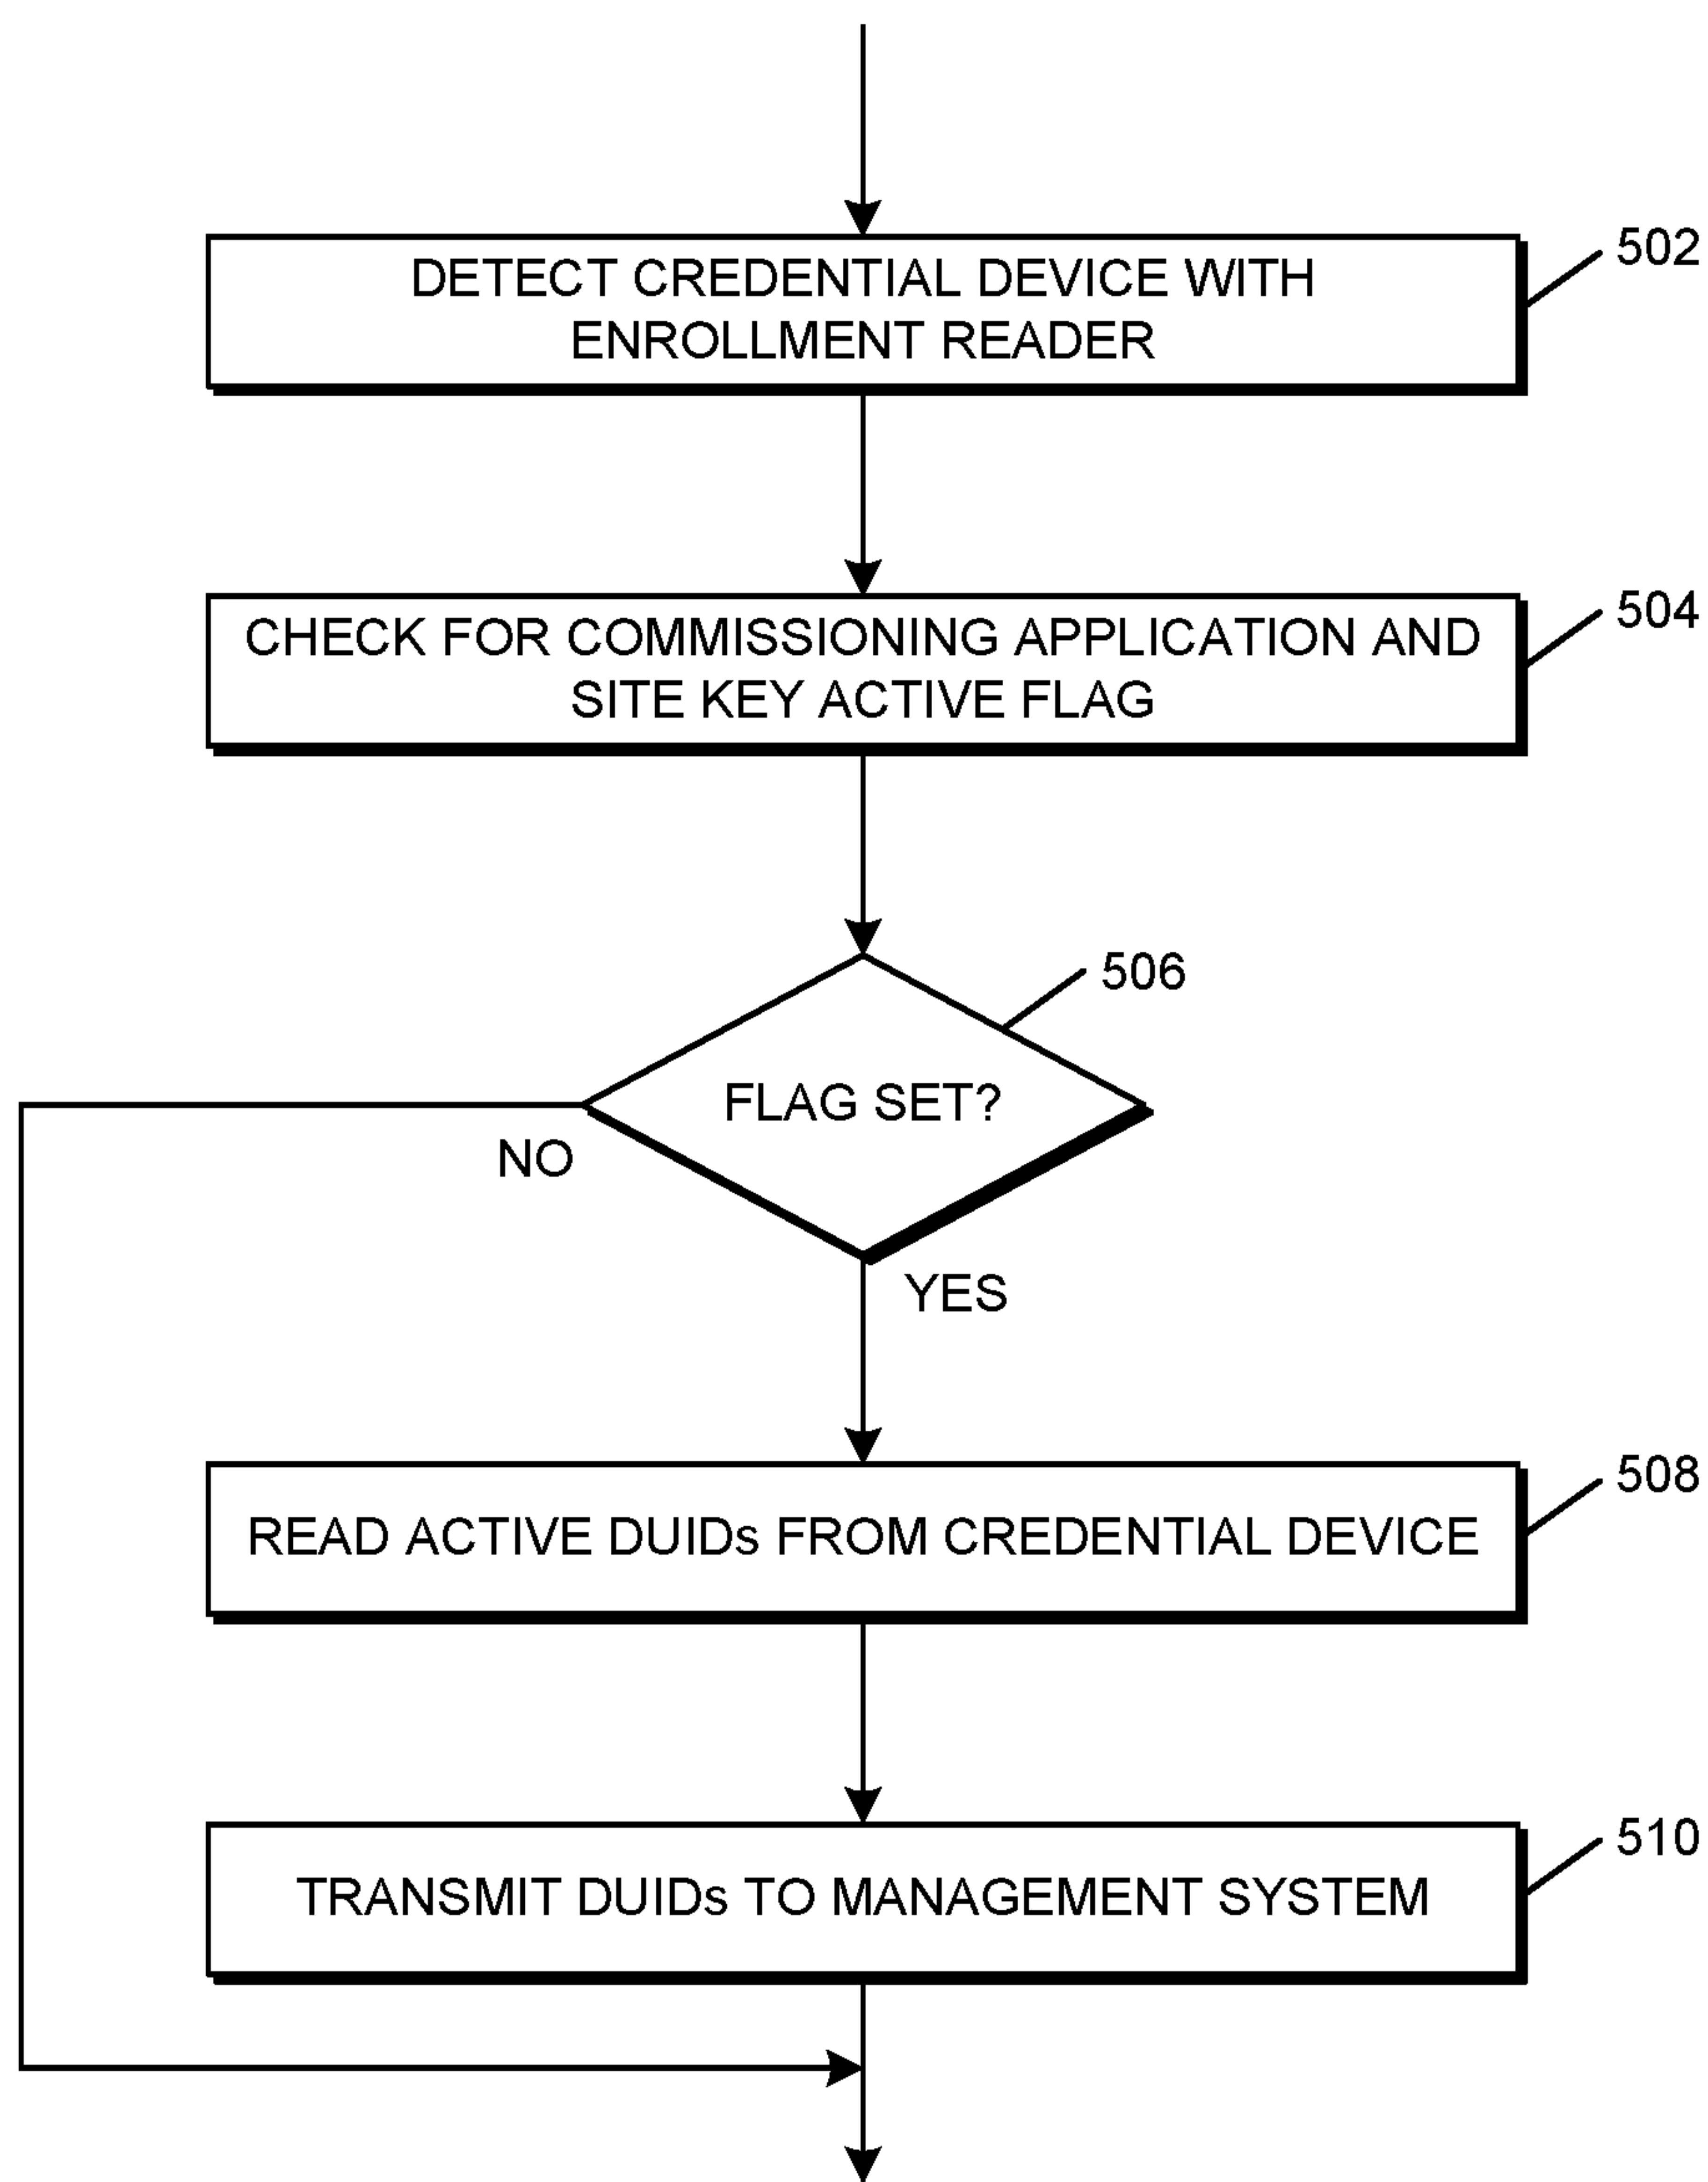 DETECT CREDENTIAL DEVICE WITH
ENROLLMENT READER
502
CHECK FOR COMMISSIONING APPLICATION AND
SITE KEY ACTIVE FLAG
504
506
FLAG SET?
NO
YES
READ ACTIVE DUIDs FROM CREDENTIAL DEVICE
508
TRANSMIT DUIDs TO MANAGEMENT SYSTEM
510